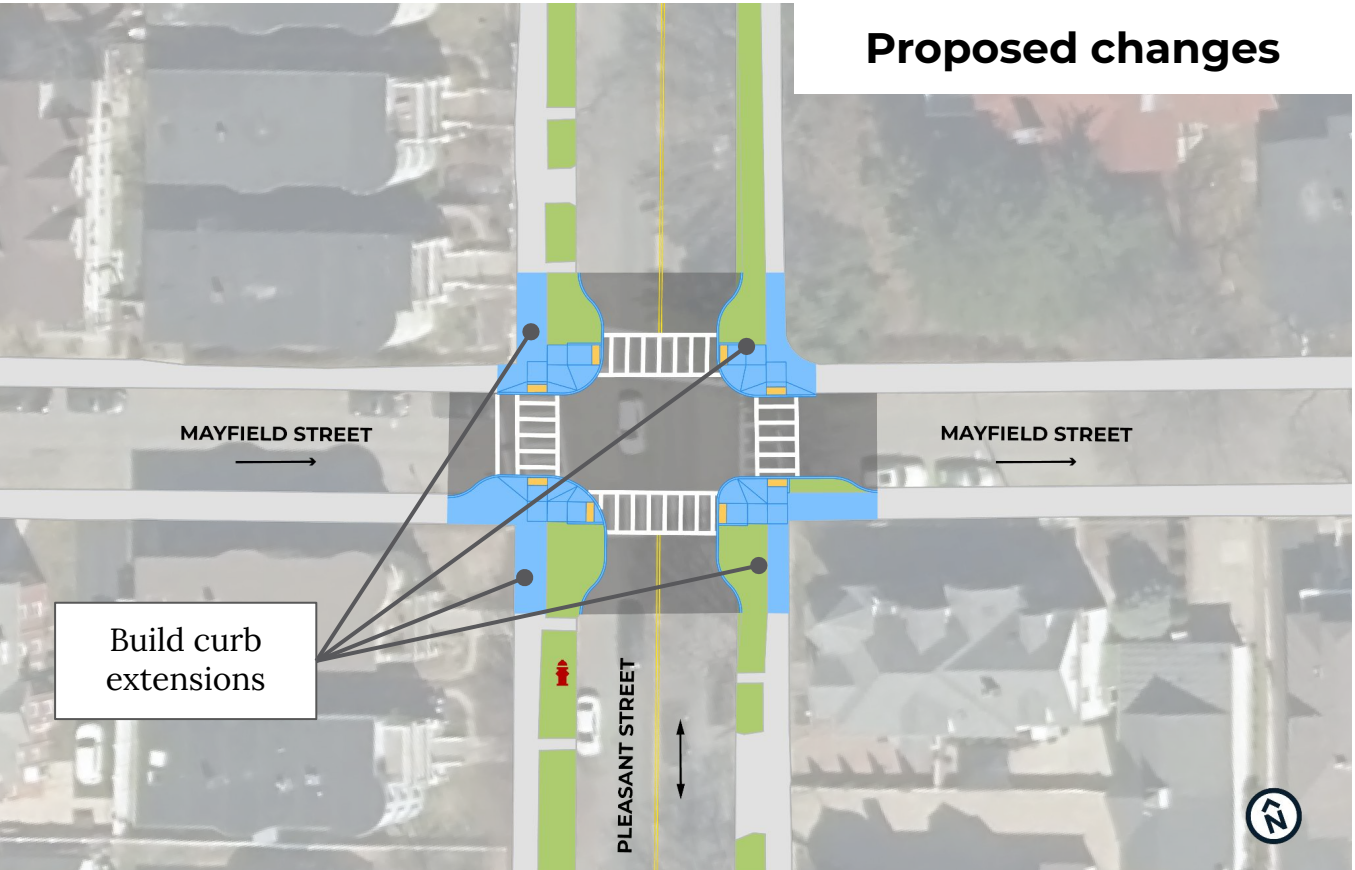 Proposed changes
MAYFIELD STREET
MAYFIELD STREET
Build curb
extensions
PLEASANT STREET
N